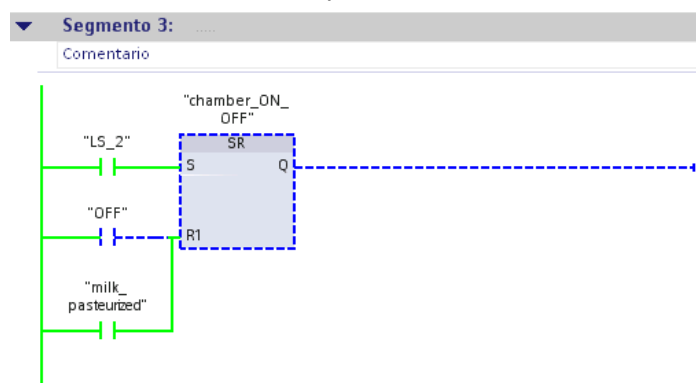 Segmento 3: .....
Comentario
"chamber_ON_
OFF"
"LS_2"
SR
S Q
"OFF"
R1
"milk_
pasteurized"